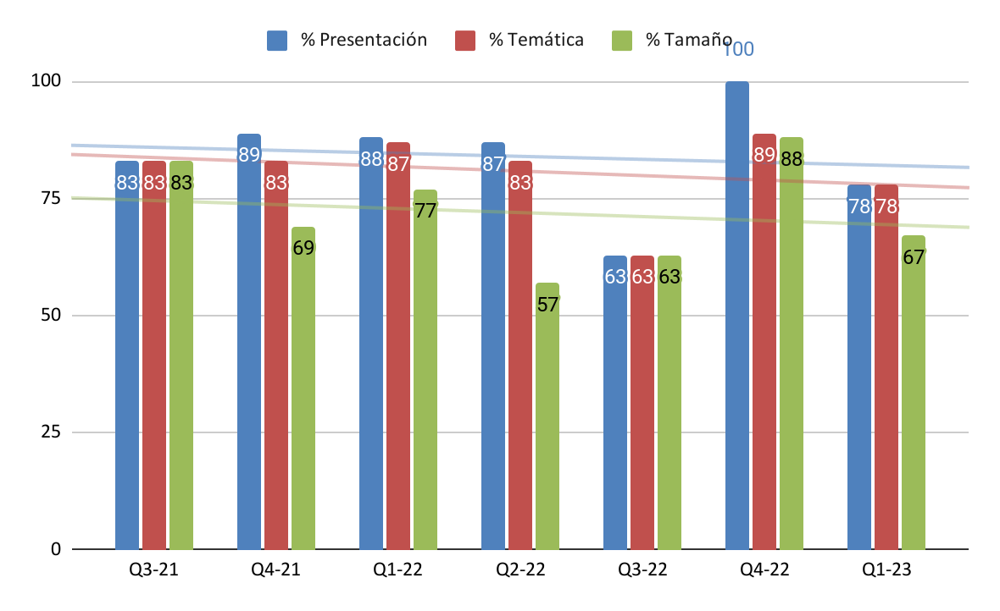 % Presentación % Temática % Tamaño
100
100
83 83 83 89 83 69 88 87 77 87 83 57 63 63 63 89 88 78 78 67
75
50
25
0
Q3-21 Q4-21 Q1-22 Q2-22 Q3-22 Q4-22 Q1-23